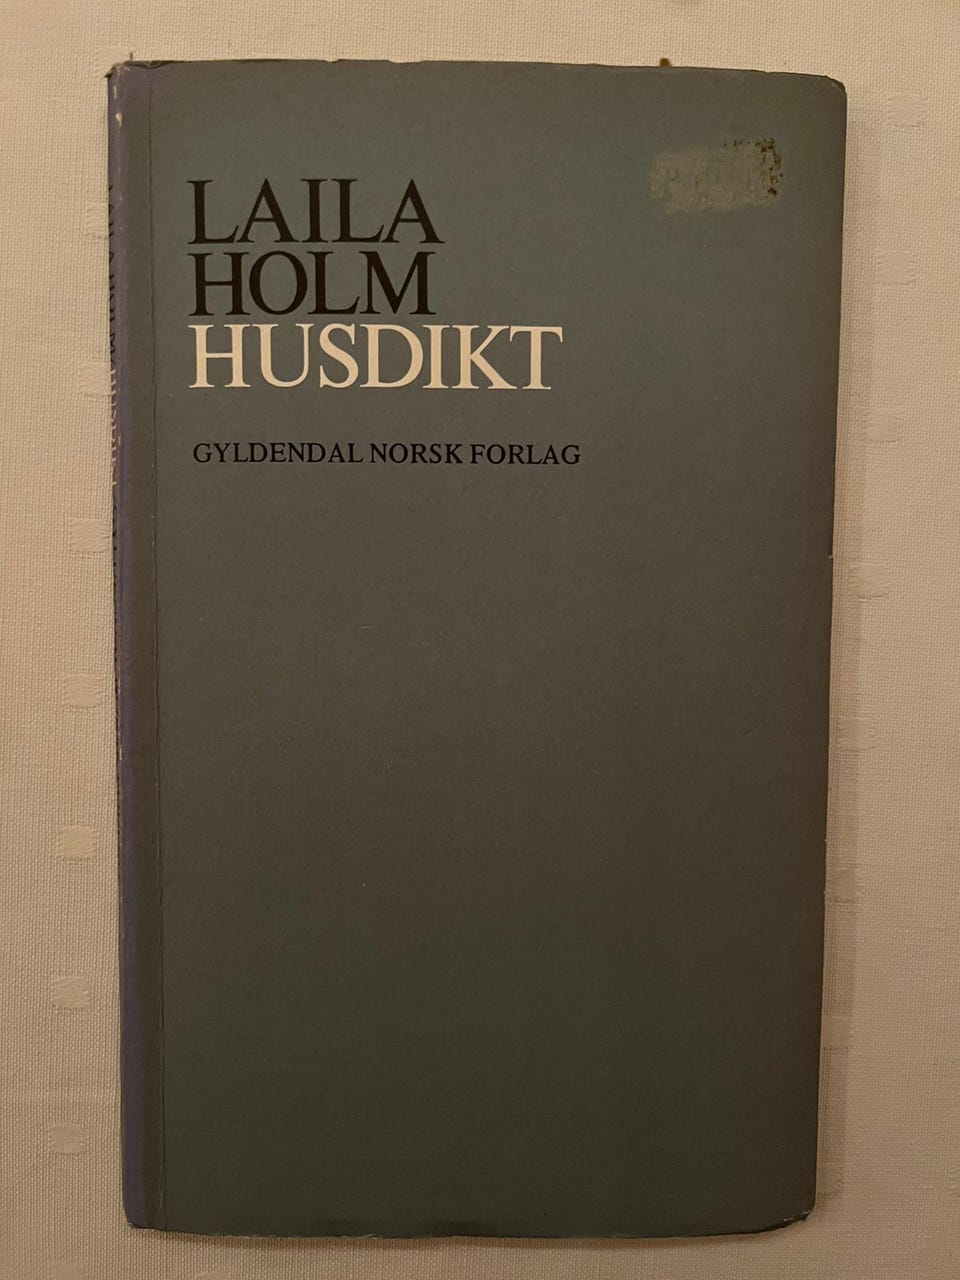 LAILA
HOLM
HUSDIKT
GYLDENDAL NORSK FORLAG